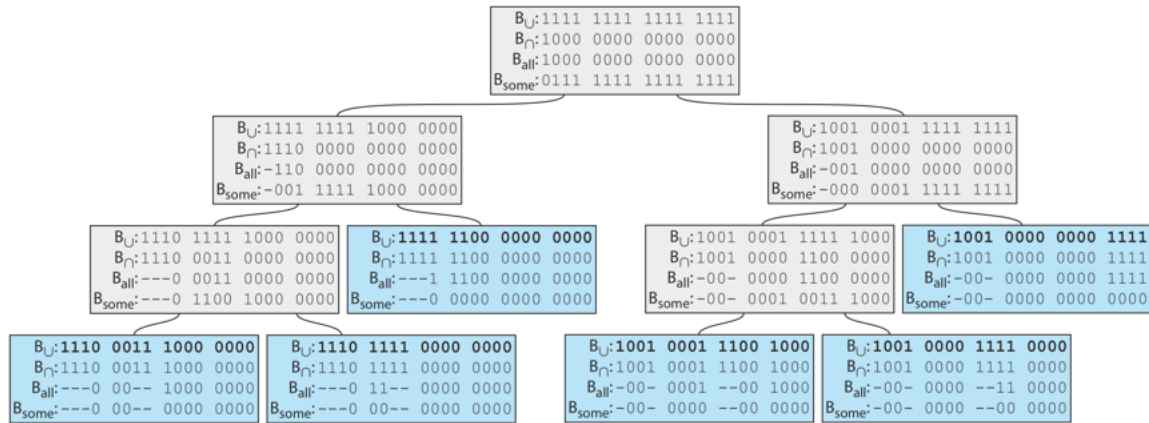 B∪:1111 1111 1111 1111
B∩:1000 0000 0000 0000
Ball:1000 0000 0000 0000
Bsome:0111 1111 1111 1111
B∪:1111 1111 1000 0000
B∩:1110 0000 0000 0000
Ball:-110 0000 0000 0000
Bsome:-001 1111 1000 0000
B∪:1001 0001 1111 1111
B∩:1001 0000 0000 0000
Ball:-001 0000 0000 0000
Bsome:-000 0001 1111 1111
B∪:1110 1111 1000 0000
B∩:1110 0011 0000 0000
Ball:---0 0011 0000 0000
Bsome:---0 1100 1000 0000
B∪:1111 1100 0000 0000
B∩:1111 1100 0000 0000
Ball:---1 1100 0000 0000
Bsome:---0 0000 0000 0000
B∪:1001 0001 1111 1000
B∩:1001 0000 1100 0000
Ball:-00- 0000 1100 0000
Bsome:-00- 0001 0011 1000
B∪:1001 0000 0000 1111
B∩:1001 0000 0000 1111
Ball:-00- 0000 0000 1111
Bsome:-00- 0000 0000 0000
B∪:1110 0011 1000 0000
B∩:1110 0011 1000 0000
Ball:---0 00-- 1000 0000
Bsome:---0 00-- 0000 0000
B∪:1110 1111 0000 0000
B∩:1110 1111 0000 0000
Ball:---0 11-- 0000 0000
Bsome:---0 00-- 0000 0000
B∪:1001 0001 1100 1000
B∩:1001 0001 1100 1000
Ball:-00- 0001 --00 1000
Bsome:-00- 0000 --00 0000
B∪:1001 0000 1111 0000
B∩:1001 0000 1111 0000
Ball:-00- 0000 --11 0000
Bsome:-00- 0000 --00 0000